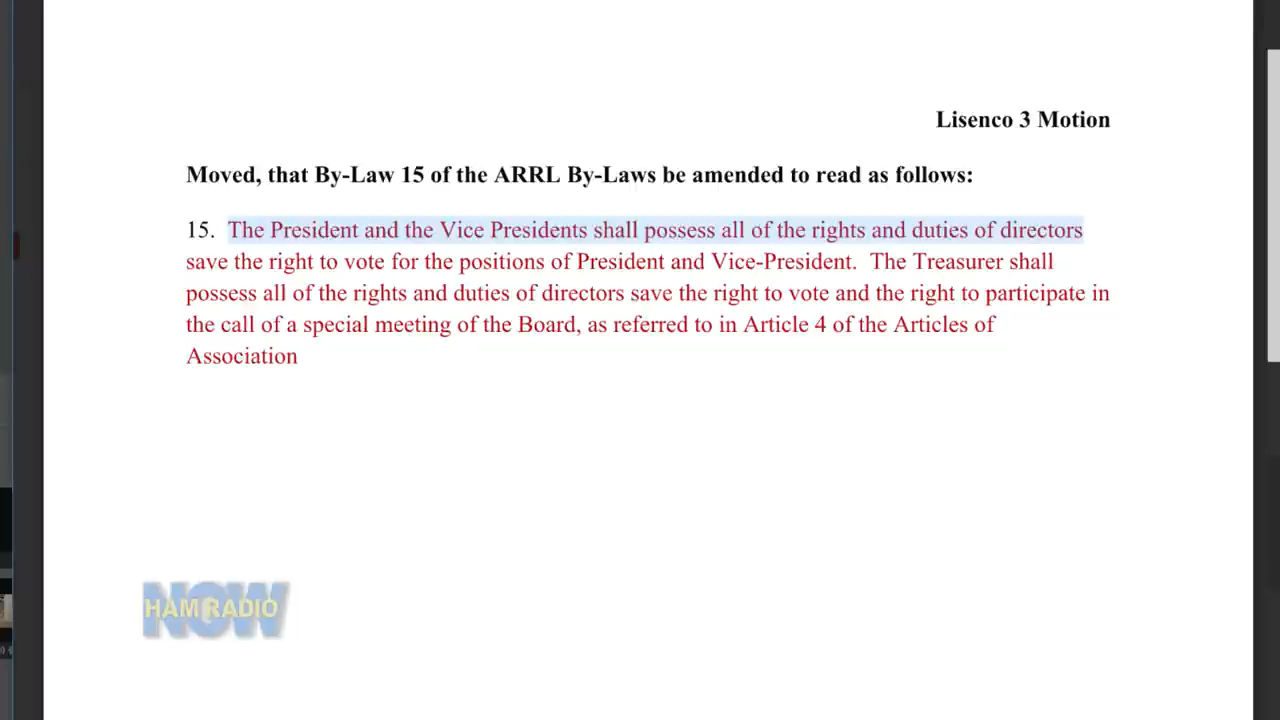 Lisenco 3 Motion
Moved, that By-Law 15 of the ARRL By-Laws be amended to read as follows:
15. The President and the Vice Presidents shall possess all of the rights and duties of directors
save the right to vote for the positions of President and Vice-President. The Treasurer shall
possess all of the rights and duties of directors save the right to vote and the right to participate in
the call of a special meeting of the Board, as referred to in Article 4 of the Articles of
Association
NOW
HAM RADIO